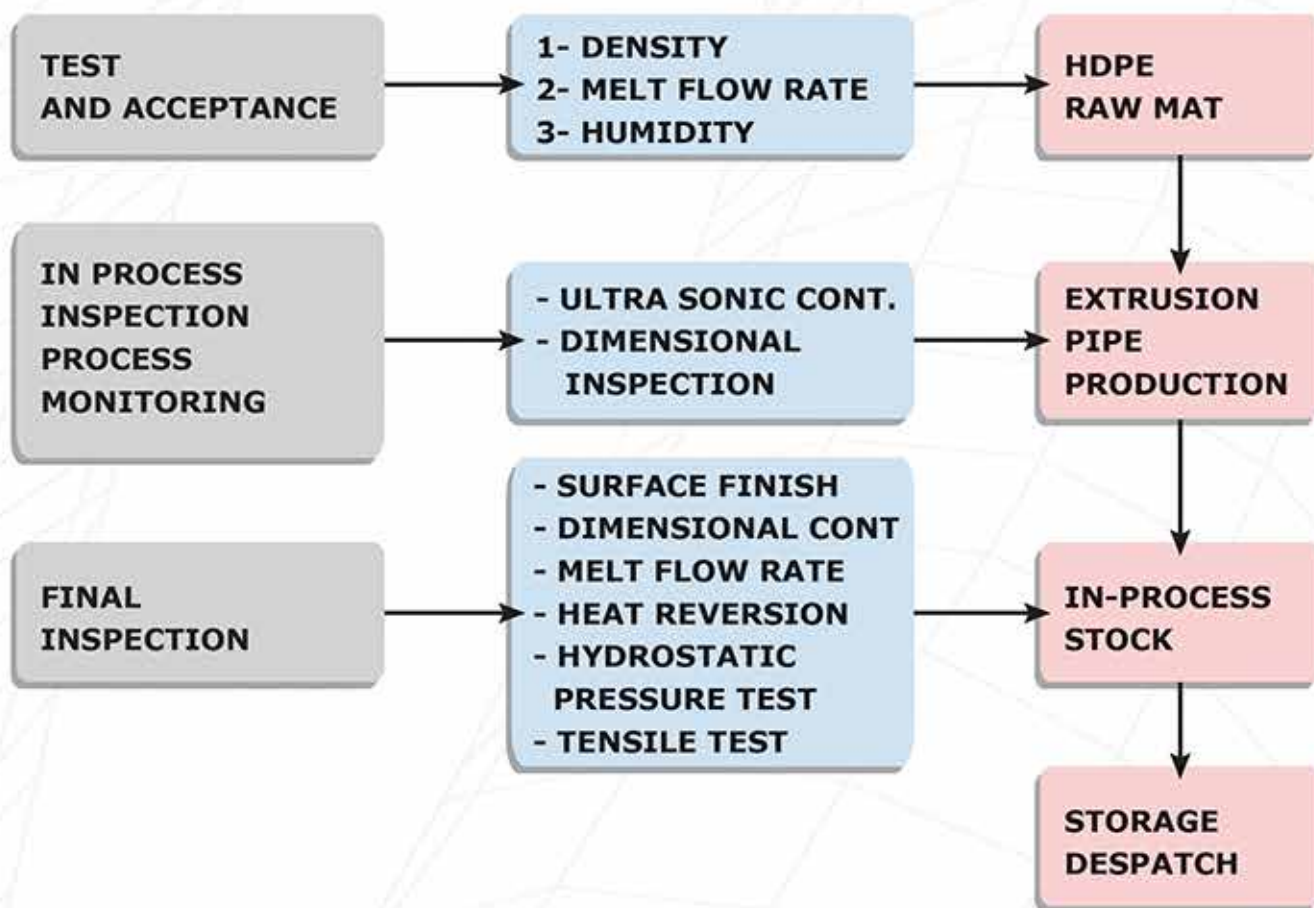 TEST
AND ACCEPTANCE
1- DENSITY
2- MELT FLOW RATE
3- HUMIDITY
HDPE
RAW MAT
IN PROCESS
INSPECTION
PROCESS
MONITORING
- ULTRA SONIC CONT.
- DIMENSIONAL
INSPECTION
EXTRUSION
PIPE
PRODUCTION
FINAL
INSPECTION
- SURFACE FINISH
- DIMENSIONAL CONT
- MELT FLOW RATE
- HEAT REVERSION
- HYDROSTATIC
PRESSURE TEST
- TENSILE TEST
IN-PROCESS
STOCK
STORAGE
DESPATCH